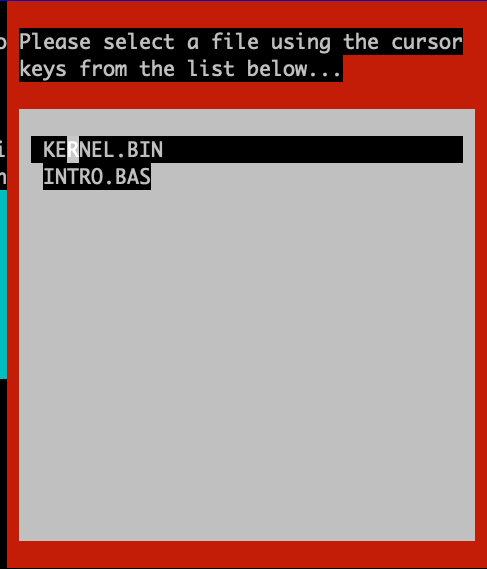 Please select a file using the cursor
keys from the list below...
KERNEL.BIN
INTRO.BAS